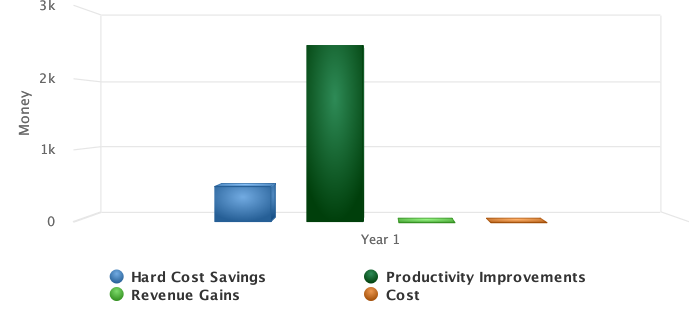 3k
2k
1k
0
Money
Year 1
Hard Cost Savings
Productivity Improvements
Revenue Gains
Cost